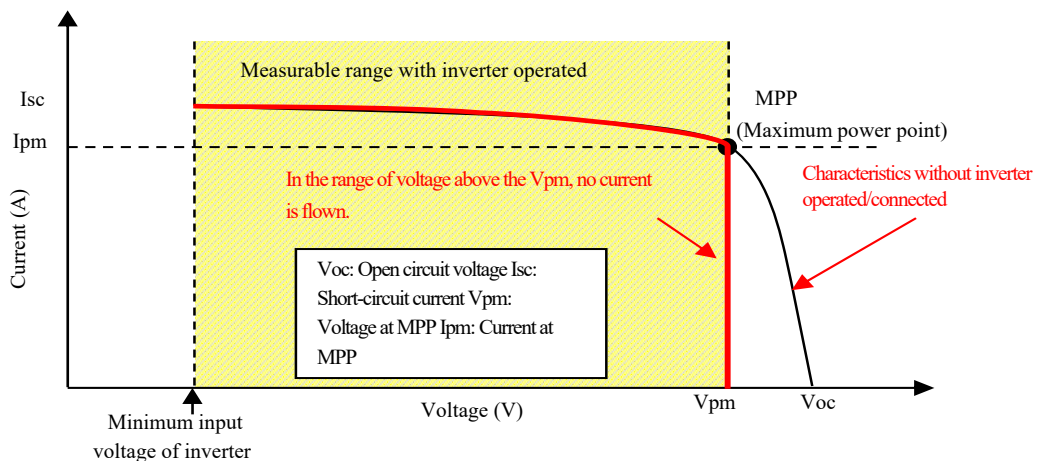 Measurable range with inverter operated
Isc
MPP
(Maximum power point)
Ipm
In the range of voltage above the Vpm, no current
is flown.
Characteristics without inverter
operated/connected
Current (A)
Voc: Open circuit voltage Isc:
Short-circuit current Vpm:
Voltage at MPP Ipm: Current at
MPP
Voltage (V)
Vpm
Voc
Minimum input
voltage of inverter